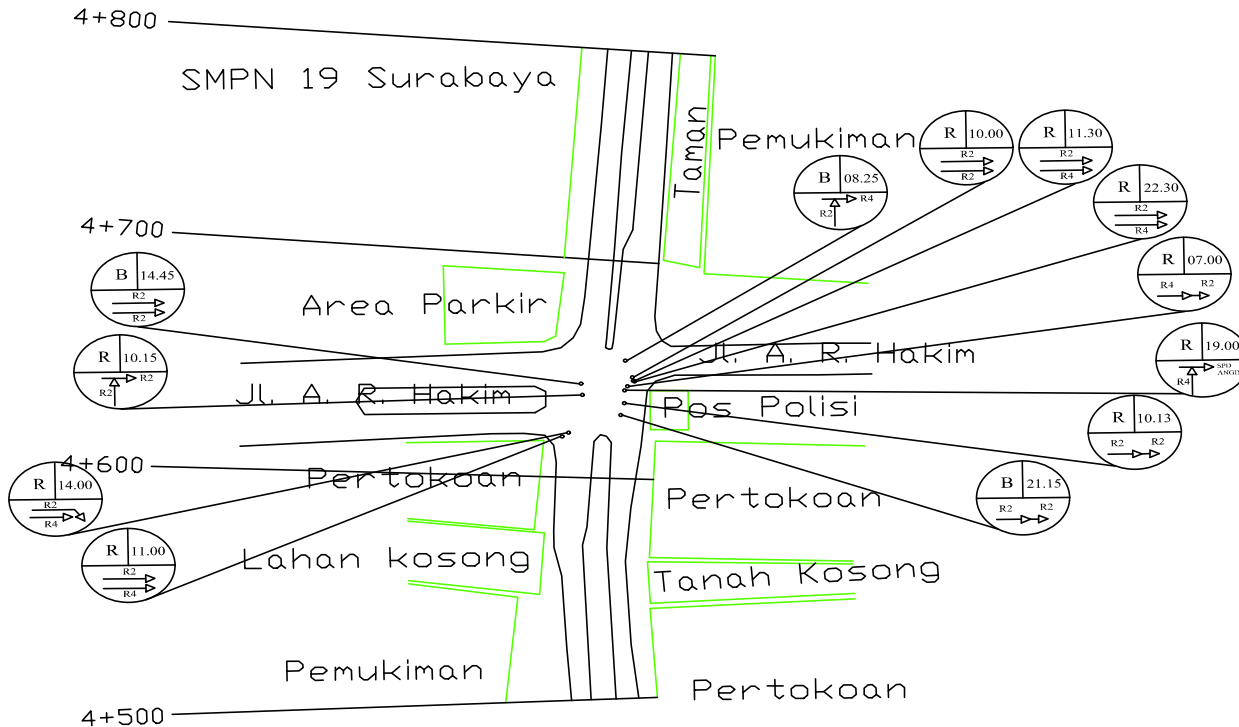 4+800
SMPN 19 Surabaya
Taman
Pemukiman
R 10.00
R2
R2
R 11.30
R2
R4
B 08.25
R4
R2
R 22.30
R2
R4
4+700
R 07.00
R4 R2
B 14.45
R2
R2
Area Parkir
R 10.15
R2
R2
Jl. A. R. Hakim
R 19.00
SPD
ANGIN
R4
Jl. A. R. Hakim
Pos Polisi
R 10.13
R2 R2
4+600
Pertokoan
Pertokoan
R 14.00
R2
R4
B 21.15
R2 R2
R 11.00
R2
R4
Lahan kosong
Tanah Kosong
Pemukiman
Pertokoan
4+500